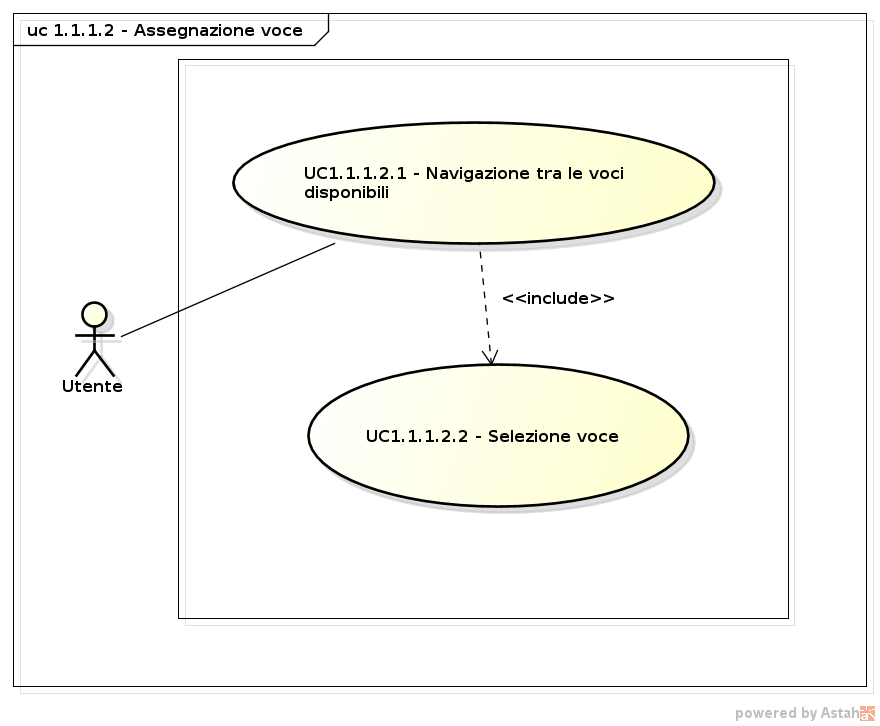 uc 1.1.1.2 - Assegnazione voce
UC1.1.1.2.1 - Navigazione tra le voci
disponibili
<<include>>
Utente
UC1.1.1.2.2 - Selezione voce
powered by Astah